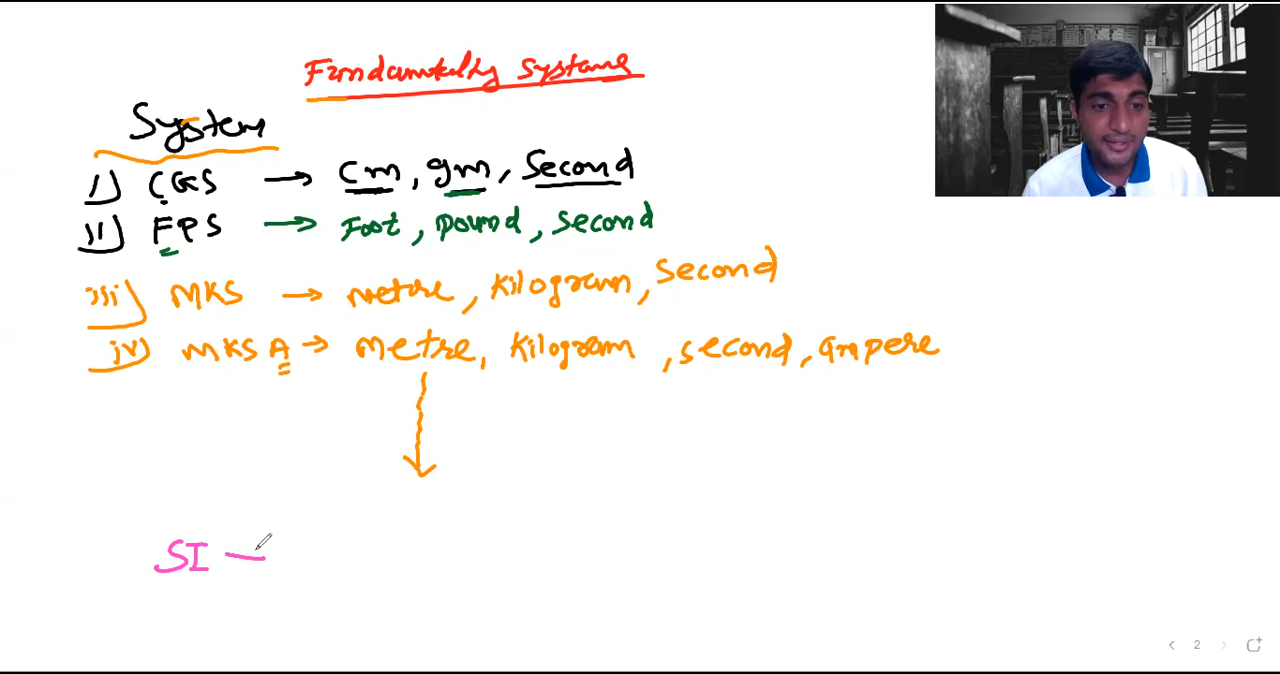 Fundamentally Systems
System
i) CGS → cm, gm, Second
ii) FPS → Foot, pound, second
iii) MKS → metre, kilogram, second
iv) MKSA → Metre, kilogram, second, ampere
SI —
2